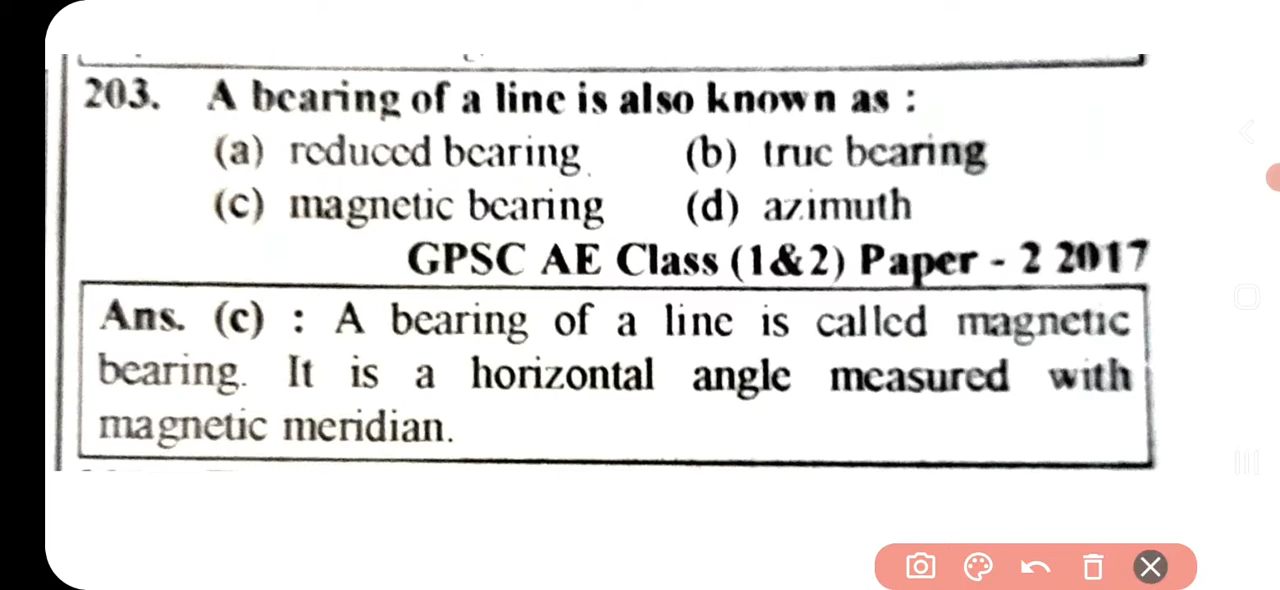 203. A bearing of a line is also known as :
(a) reduced bearing (b) true bearing
(c) magnetic bearing (d) azimuth
GPSC AE Class (1&2) Paper - 2 2017
Ans. (c) : A bearing of a line is called magnetic
bearing. It is a horizontal angle measured with
magnetic meridian.